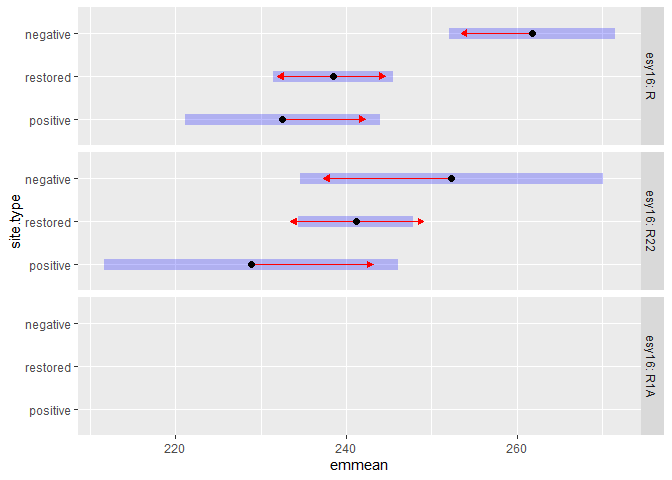 negative
restored
positive
esy16: R
negative
restored
positive
esy16: R22
negative
restored
positive
esy16: R1A
site.type
220
240
260
emmean